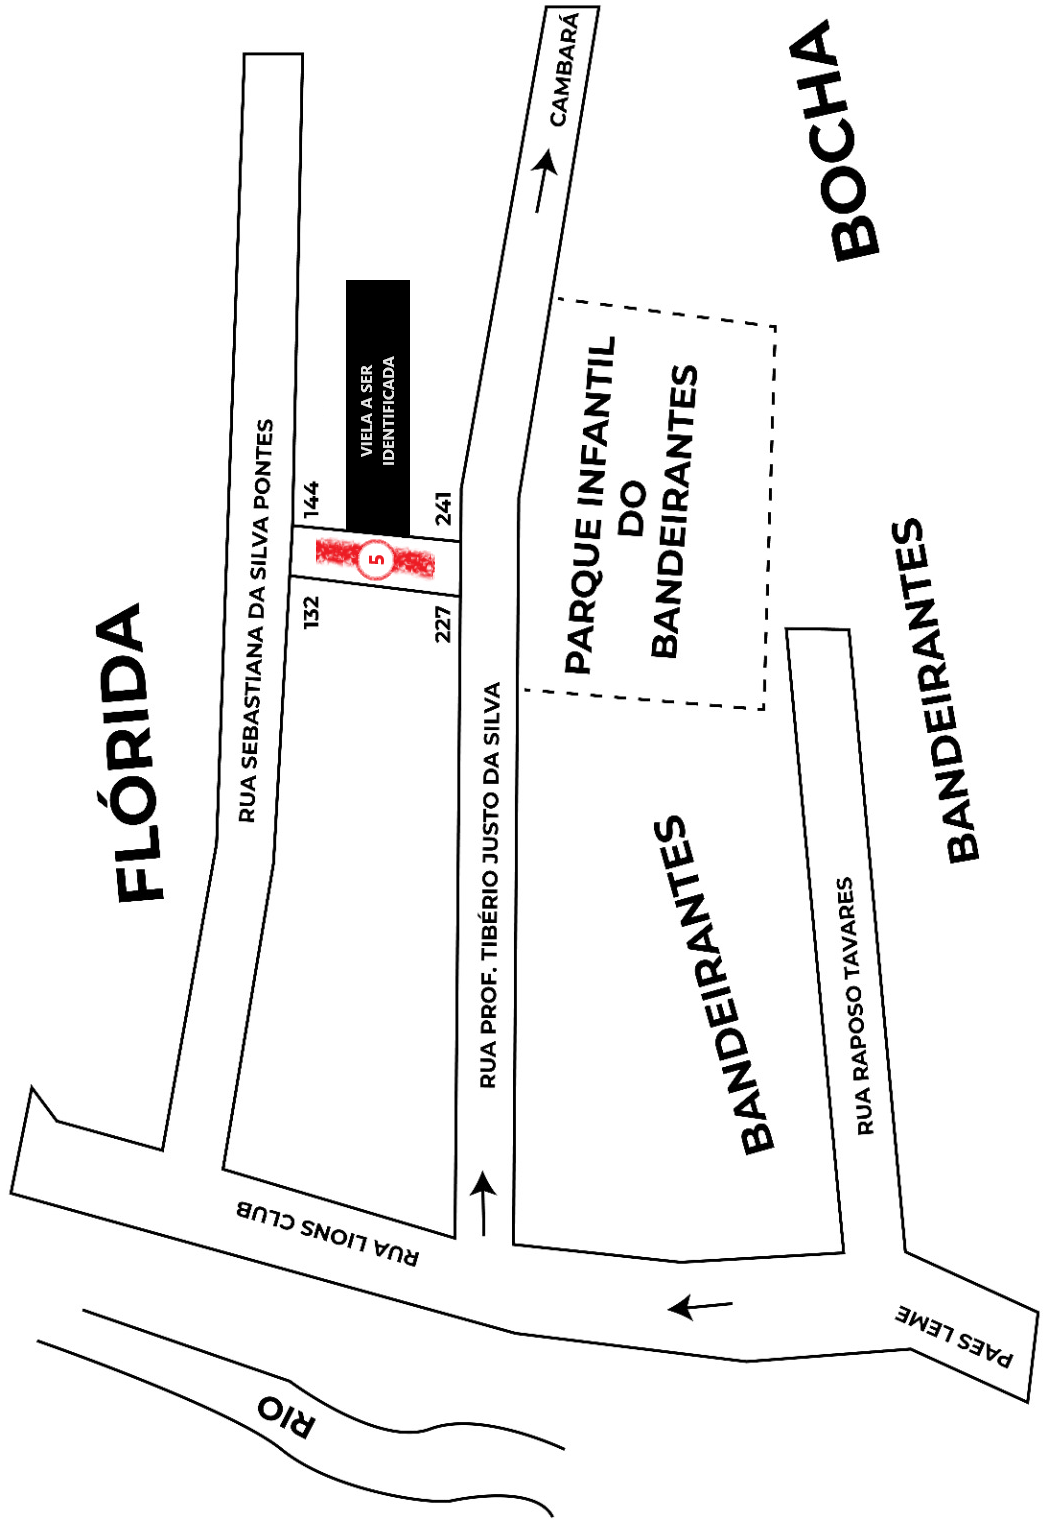 FLÓRIDA
RUA SEBASTIANA DA SILVA PONTES
132
144
5
VIELA A SER
IDENTIFICADA
227
241
RUA PROF. TIBÉRIO JUSTO DA SILVA
CAMBARÁ
PARQUE INFANTIL
DO
BANDEIRANTES
BOCHA
BANDEIRANTES
RUA RAPOSO TAVARES
BANDEIRANTES
RUA LIONS CLUB
PAES LEME
RIO